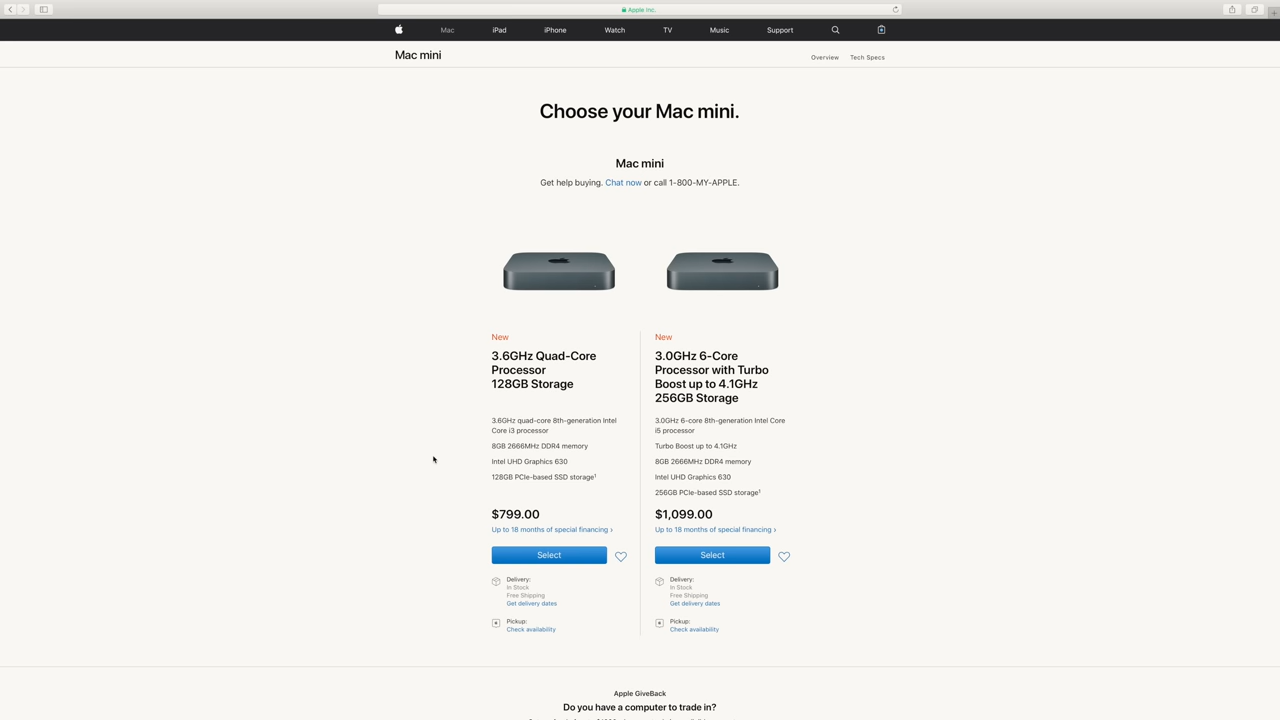 Apple Inc.
Mac
iPad
iPhone
Watch
TV
Music
Support
Mac mini
Overview
Tech Specs
Choose your Mac mini.
Mac mini
Get help buying. Chat now or call 1-800-MY-APPLE.
New
3.6GHz Quad-Core
Processor
128GB Storage
3.6GHz quad-core 8th-generation Intel
Core i3 processor
8GB 2666MHz DDR4 memory
Intel UHD Graphics 630
128GB PCIe-based SSD storage¹
$799.00
Up to 18 months of special financing ›
Select
Delivery:
In Stock
Free Shipping
Get delivery dates
Pickup:
Check availability
New
3.0GHz 6-Core
Processor with Turbo
Boost up to 4.1GHz
256GB Storage
3.0GHz 6-core 8th-generation Intel Core
i5 processor
Turbo Boost up to 4.1GHz
8GB 2666MHz DDR4 memory
Intel UHD Graphics 630
256GB PCIe-based SSD storage¹
$1,099.00
Up to 18 months of special financing ›
Select
Delivery:
In Stock
Free Shipping
Get delivery dates
Pickup:
Check availability
Apple GiveBack
Do you have a computer to trade in?